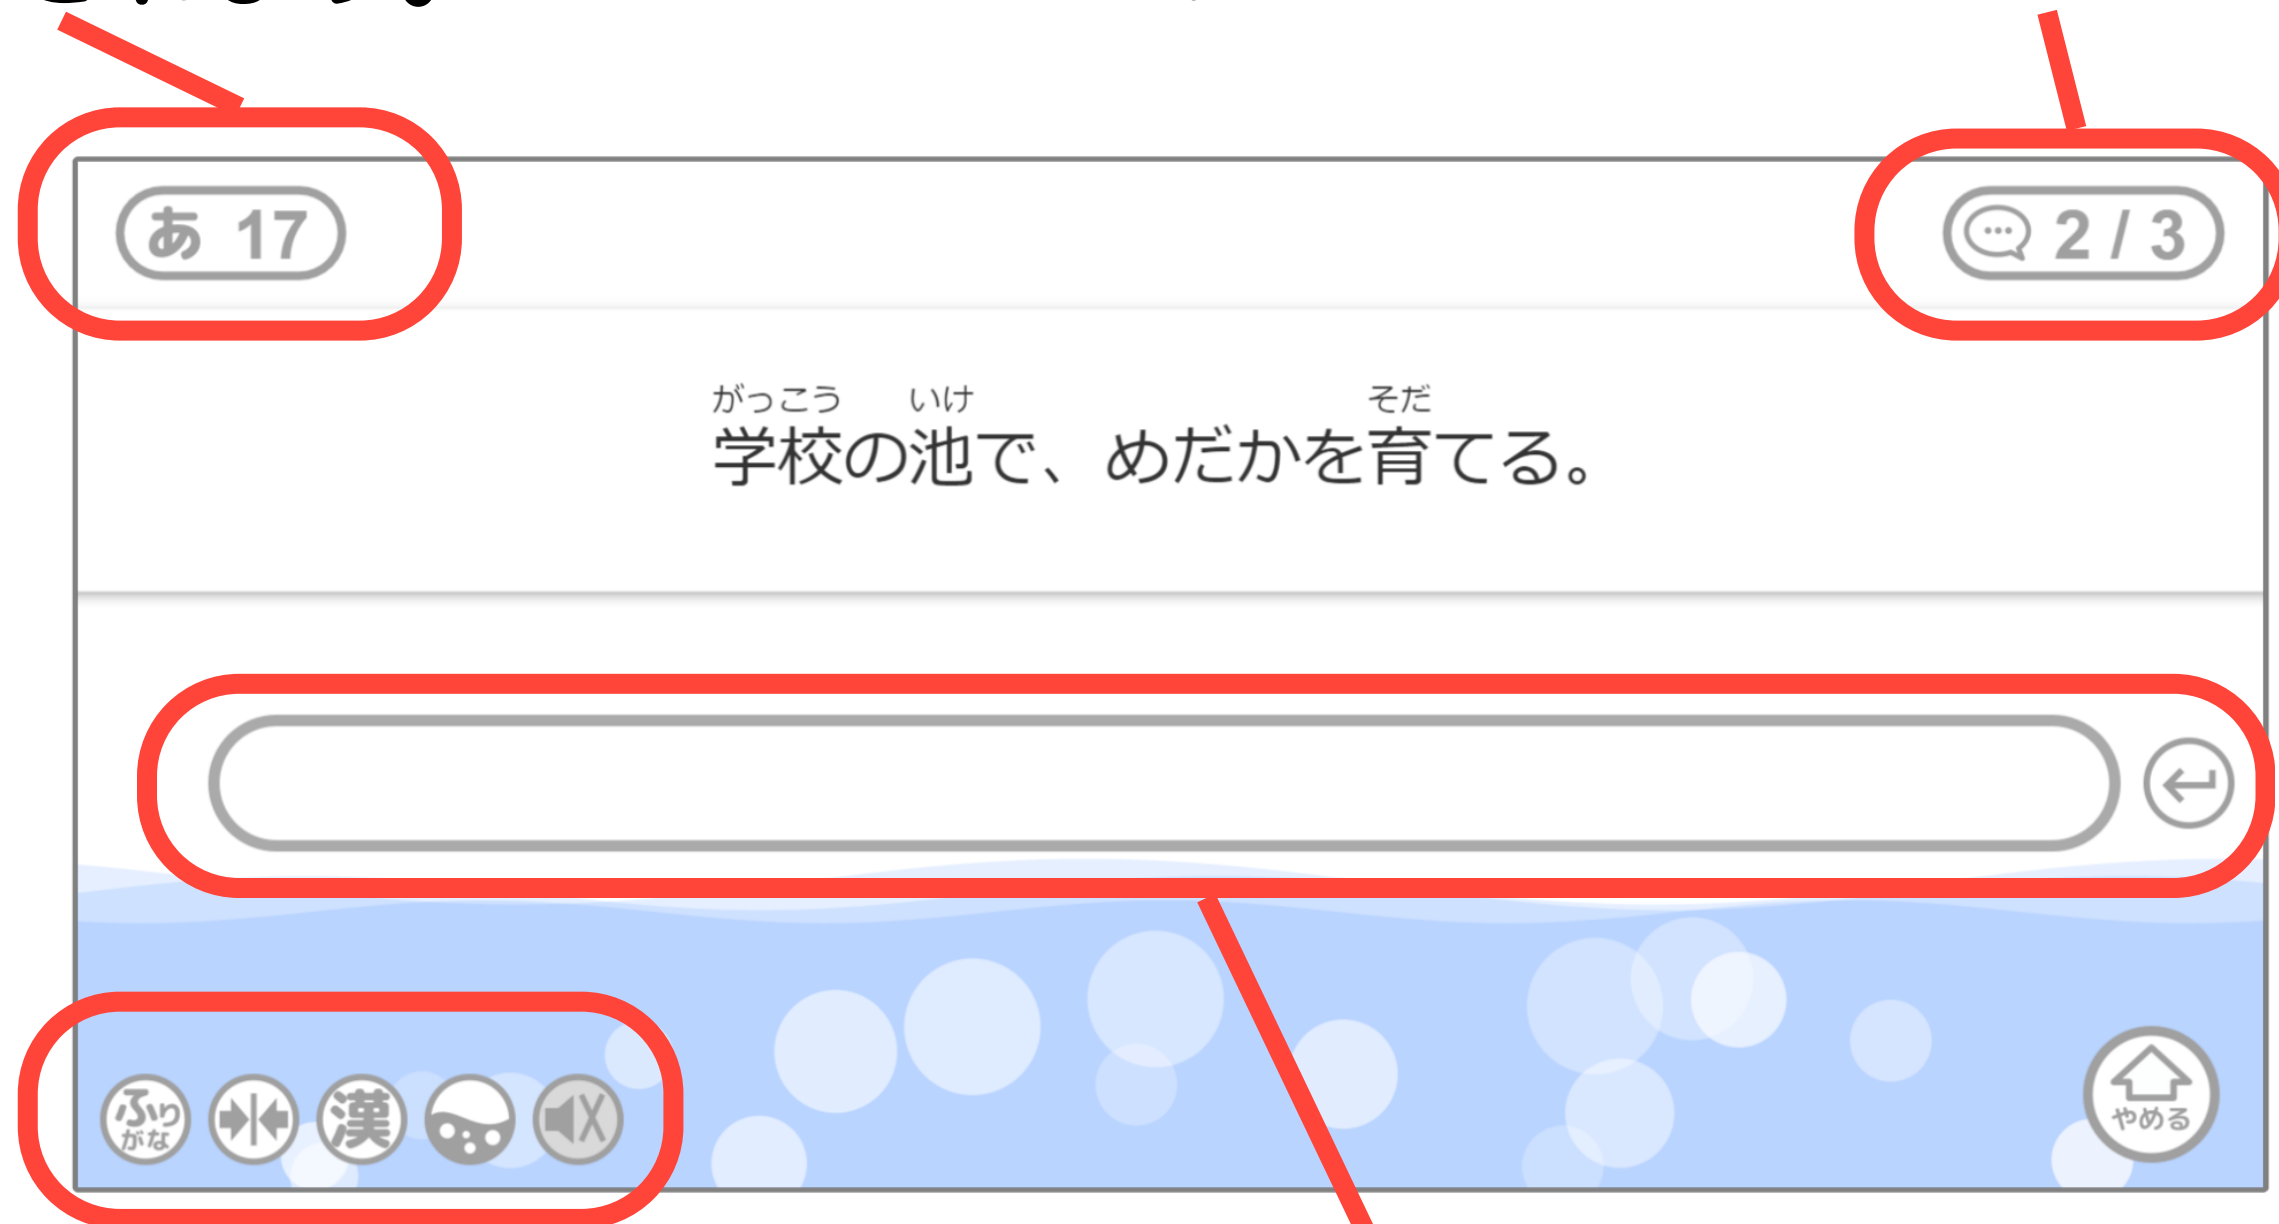 あ 17
2 / 3
がっこう いけ そだ
学校の池で、めだかを育てる。
ふり
がな
漢
やめる